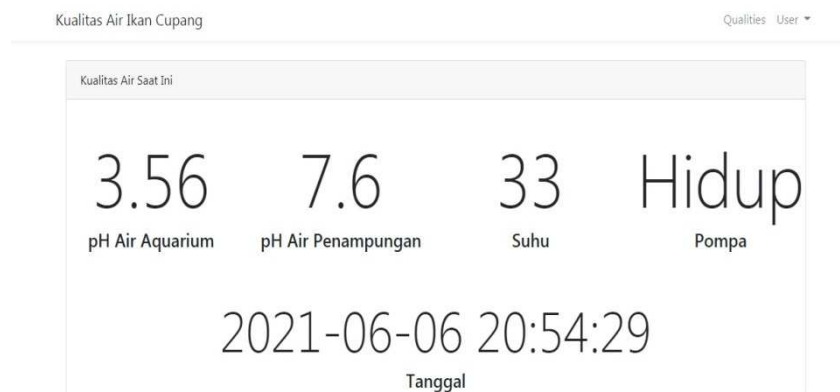 Kualitas Air Ikan Cupang Qualities User
Kualitas Air Saat Ini
3.56 7.6 33 Hidup
pH Air Aquarium pH Air Penampungan Suhu Pompa
2021-06-06 20:54:29
Tanggal